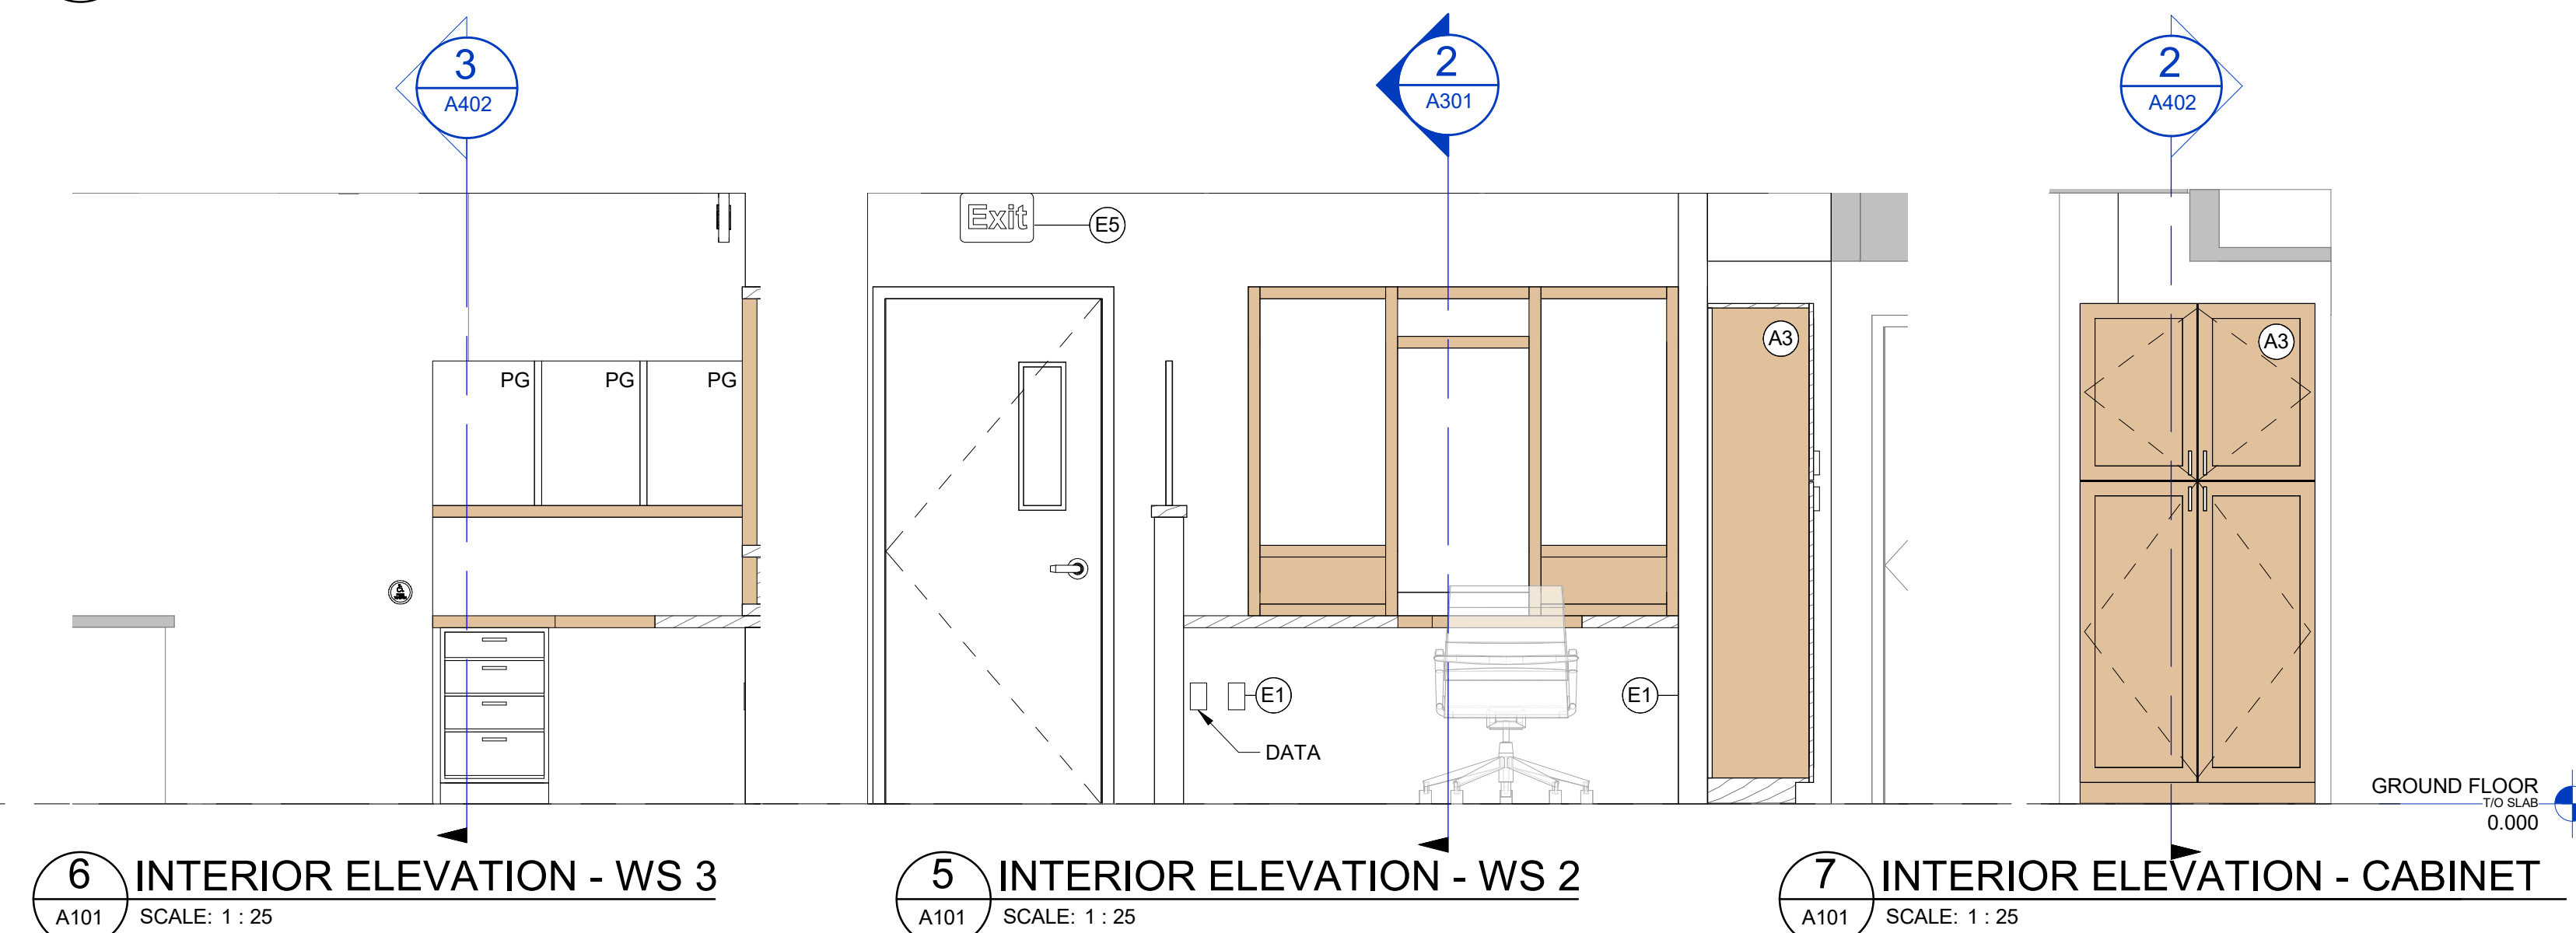 3
A402
2
A301
2
A402
Exit
E5
PG
PG
PG
A3
A3
E1
E1
DATA
GROUND FLOOR
T/O SLAB
0.000
6
A101
INTERIOR ELEVATION - WS 3
SCALE: 1 : 25
5
A101
INTERIOR ELEVATION - WS 2
SCALE: 1 : 25
7
A101
INTERIOR ELEVATION - CABINET
SCALE: 1 : 25